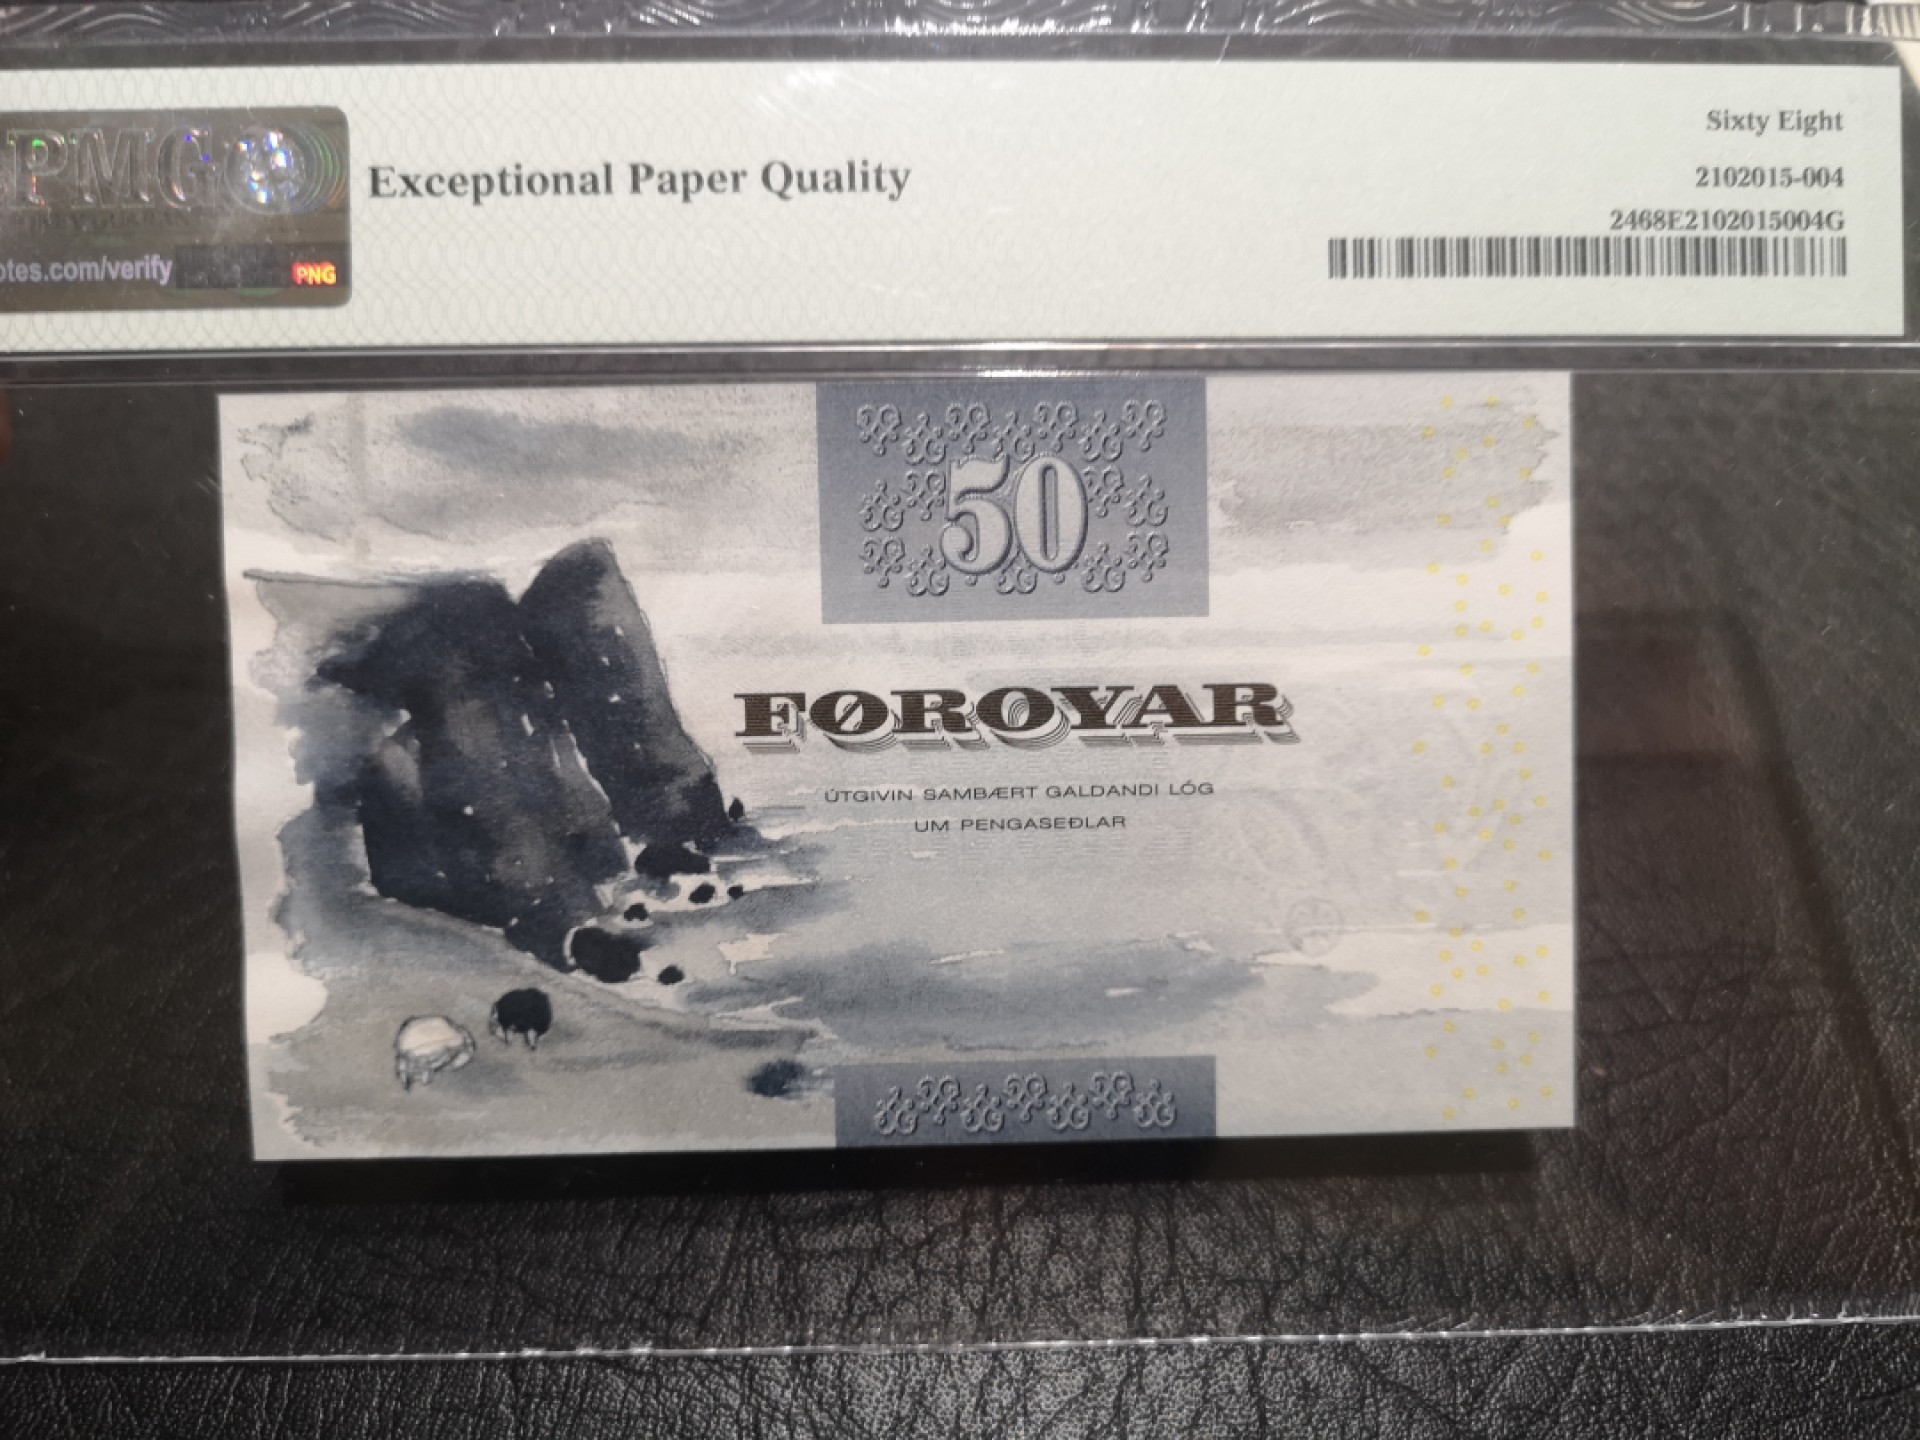 PMG
otes.com/verify
PNG
Exceptional Paper Quality
Sixty Eight
2102015-004
2468E2102015004G
50
FØROYAR
ÚTGIVIN SAMBÆRT GALDANDI LÓG
UM PENGASEÐLAR